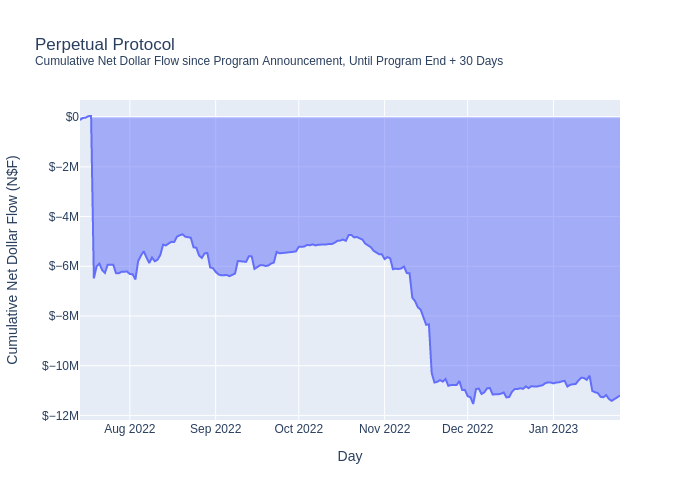 Perpetual Protocol
Cumulative Net Dollar Flow since Program Announcement, Until Program End + 30 Days
Cumulative Net Dollar Flow (N$F)
$0
$−2M
$−4M
$−6M
$−8M
$−10M
$−12M
Aug 2022 Sep 2022 Oct 2022 Nov 2022 Dec 2022 Jan 2023
Day